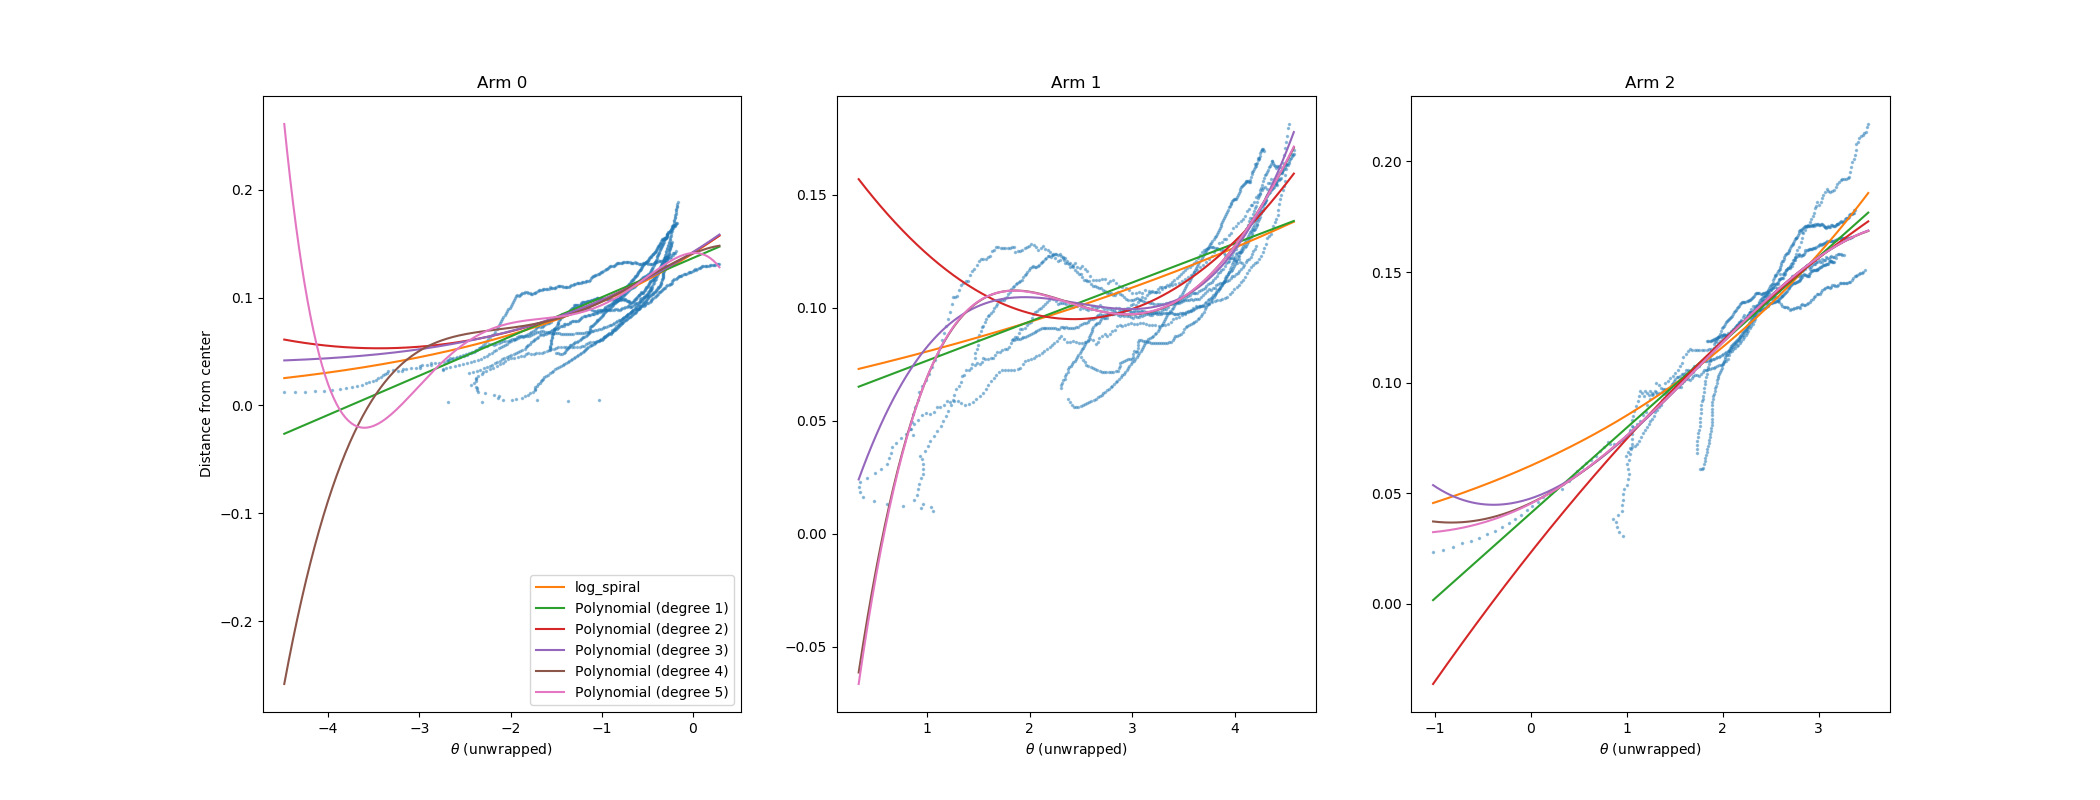 Arm 0
Arm 1
Arm 2
Distance from center
0.2
0.1
0.0
−0.1
−0.2
−4
−3
−2
−1
0
θ (unwrapped)
log_spiral
Polynomial (degree 1)
Polynomial (degree 2)
Polynomial (degree 3)
Polynomial (degree 4)
Polynomial (degree 5)
0.15
0.10
0.05
0.00
−0.05
1
2
3
4
θ (unwrapped)
0.20
0.15
0.10
0.05
0.00
−1
0
1
2
3
θ (unwrapped)